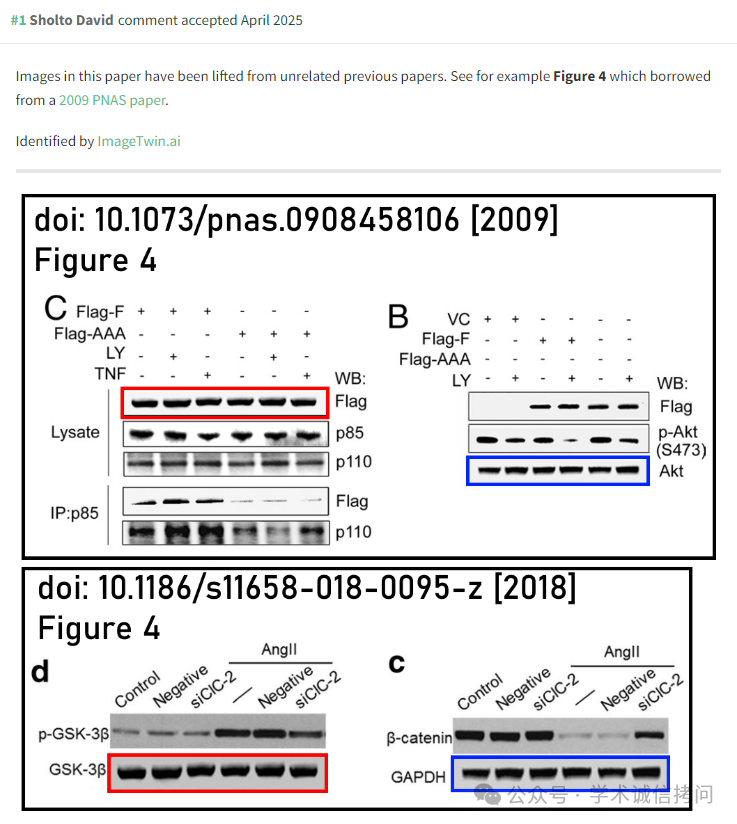 #1 Sholto David comment accepted April 2025
Images in this paper have been lifted from unrelated previous papers. See for example Figure 4 which borrowed
from a 2009 PNAS paper.
Identified by ImageTwin.ai
doi: 10.1073/pnas.0908458106 [2009]
Figure 4
C
Flag-F + + + - - -
Flag-AAA - - - + + +
LY - + - - + -
TNF - - + - - +
WB:
Lysate
Flag
p85
p110
IP:p85
Flag
p110
B
VC + + - - - -
Flag-F - - + + - -
Flag-AAA - - - - - -
LY - + - + - +
WB:
Flag
p-Akt
(S473)
Akt
doi: 10.1186/s11658-018-0095-z [2018]
Figure 4
d
AngII
Control Negative siClC-2 — Negative siClC-2
p-GSK-3β
GSK-3β
c
AngII
Control Negative siClC-2 — Negative siClC-2
β-catenin
GAPDH
公众号 · 学术诚信拷问